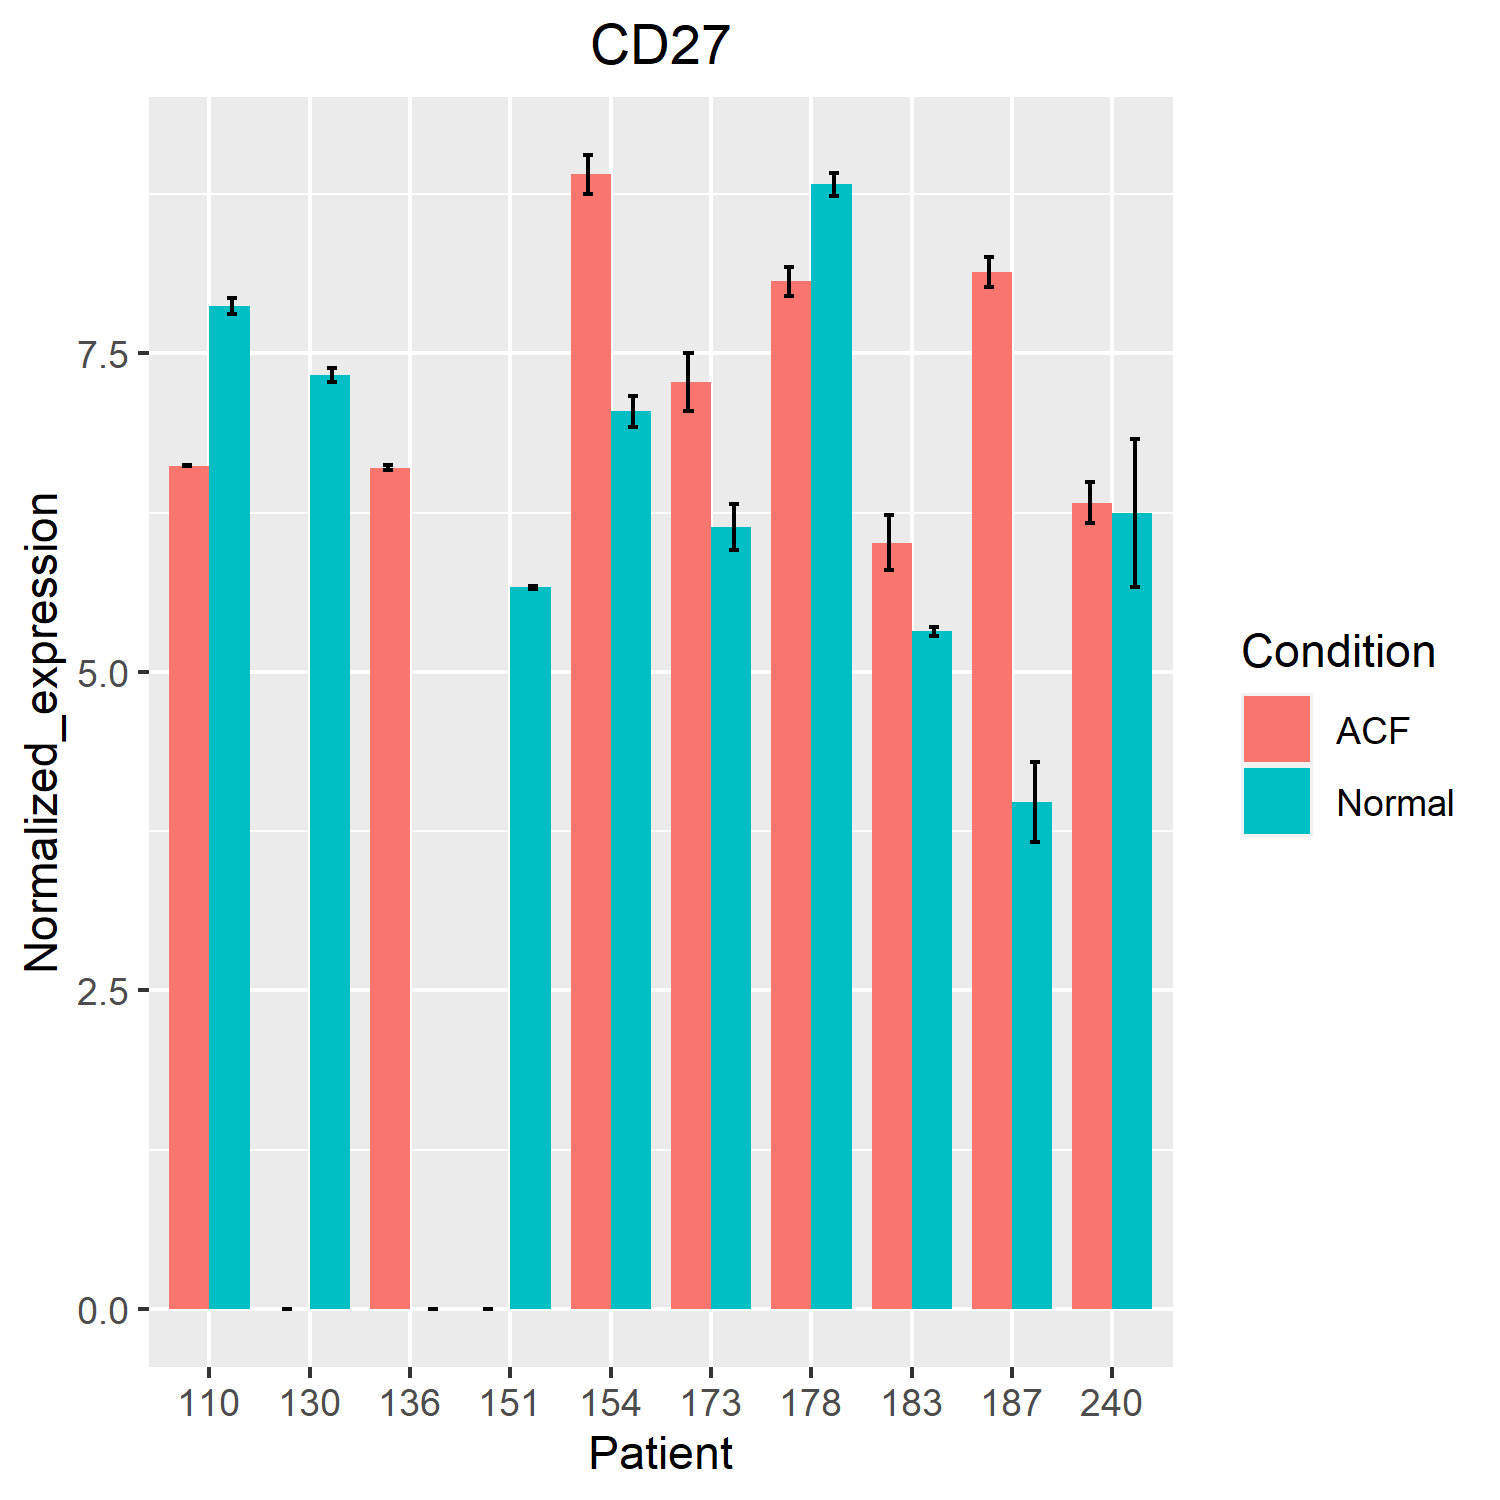 CD27
Normalized_expression
7.5
5.0
2.5
0.0
110 130 136 151 154 173 178 183 187 240
Patient
Condition
ACF
Normal